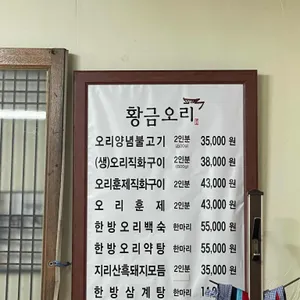 황금오리
오리양념불고기 2인분 35,000 원
(생)오리직화구이 2인분 38,000 원
오리훈제직화구이 2인분 43,000 원
오 리 훈 제 2인분 43,000 원
한방오리백숙 한마리 55,000 원
한방오리약탕 한마리 55,000 원
지리산흑돼지모듬 2인분 35,000 원
한방삼계탕 한마리